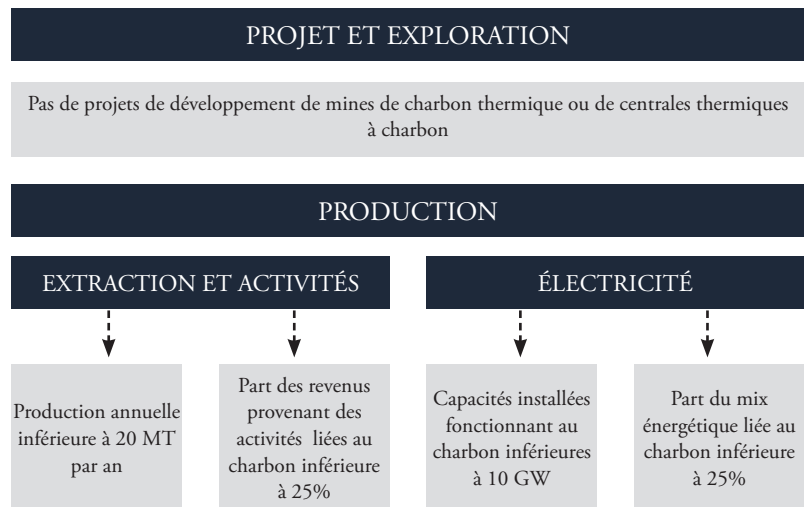 PROJET ET EXPLORATION
Pas de projets de développement de mines de charbon thermique ou de centrales thermiques
à charbon
PRODUCTION
EXTRACTION ET ACTIVITÉS
ÉLECTRICITÉ
Production annuelle
inférieure à 20 MT
par an
Part des revenus
provenant des
activités liées au
charbon inférieure
à 25%
Capacités installées
fonctionnant au
charbon inférieures
à 10 GW
Part du mix
énergétique liée au
charbon inférieure
à 25%